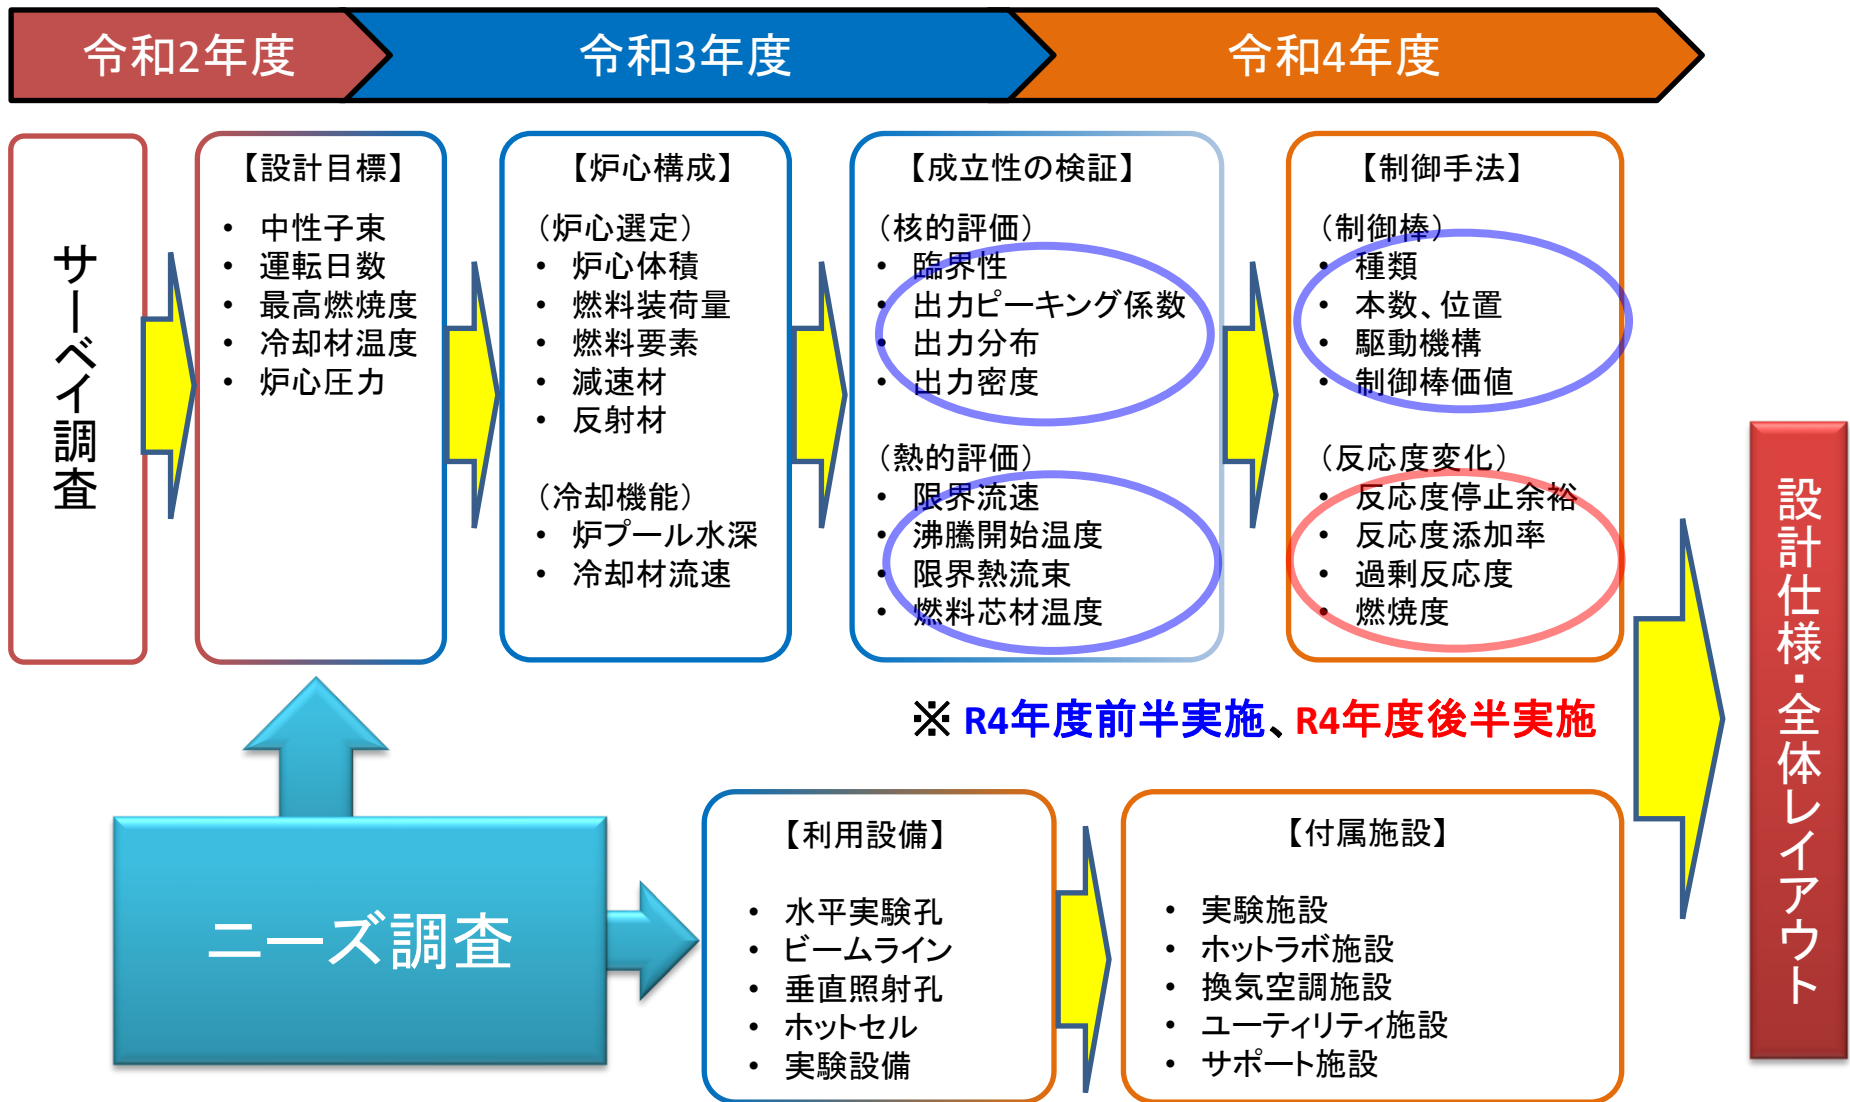 令和2年度
令和3年度
令和4年度
サーベイ調査
【設計目標】
• 中性子束
• 運転日数
• 最高燃焼度
• 冷却材温度
• 炉心圧力
【炉心構成】
（炉心選定）
• 炉心体積
• 燃料装荷量
• 燃料要素
• 減速材
• 反射材
（冷却機能）
• 炉プール水深
• 冷却材流速
【成立性の検証】
（核的評価）
• 臨界性
• 出力ピーキング係数
• 出力分布
• 出力密度
（熱的評価）
• 限界流速
• 沸騰開始温度
• 限界熱流束
• 燃料芯材温度
【制御手法】
（制御棒）
• 種類
• 本数、位置
• 駆動機構
• 制御棒価値
（反応度変化）
• 反応度停止余裕
• 反応度添加率
• 過剰反応度
• 燃焼度
※ R4年度前半実施、R4年度後半実施
ニーズ調査
【利用設備】
• 水平実験孔
• ビームライン
• 垂直照射孔
• ホットセル
• 実験設備
【付属施設】
• 実験施設
• ホットラボ施設
• 換気空調施設
• ユーティリティ施設
• サポート施設
設計仕様・全体レイアウト